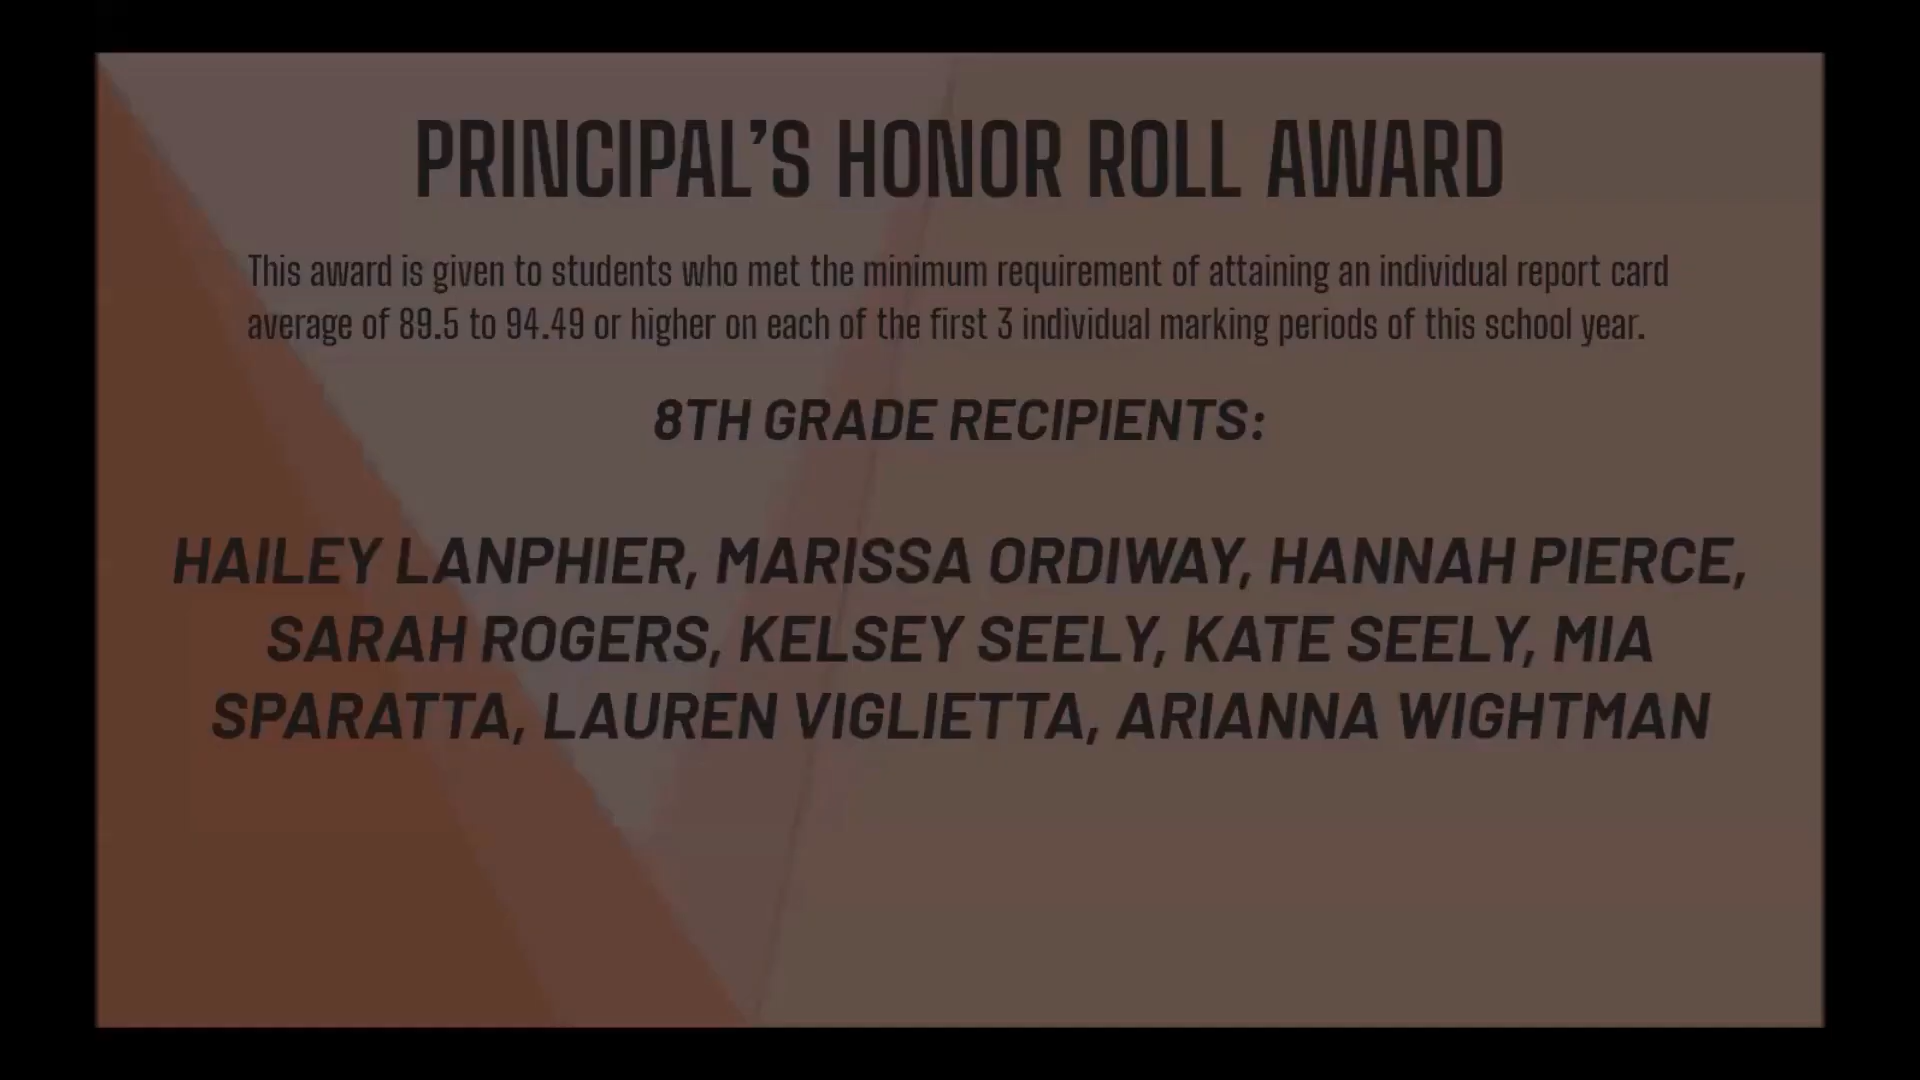 PRINCIPAL'S HONOR ROLL AWARD
This award is given to students who met the minimum requirement of attaining an individual report card
average of 89.5 to 94.49 or higher on each of the first 3 individual marking periods of this school year.
8TH GRADE RECIPIENTS:
HAILEY LANPHIER, MARISSA ORDIWAY, HANNAH PIERCE,
SARAH ROGERS, KELSEY SEELY, KATE SEELY, MIA
SPARATTA, LAUREN VIGLIETTA, ARIANNA WIGHTMAN